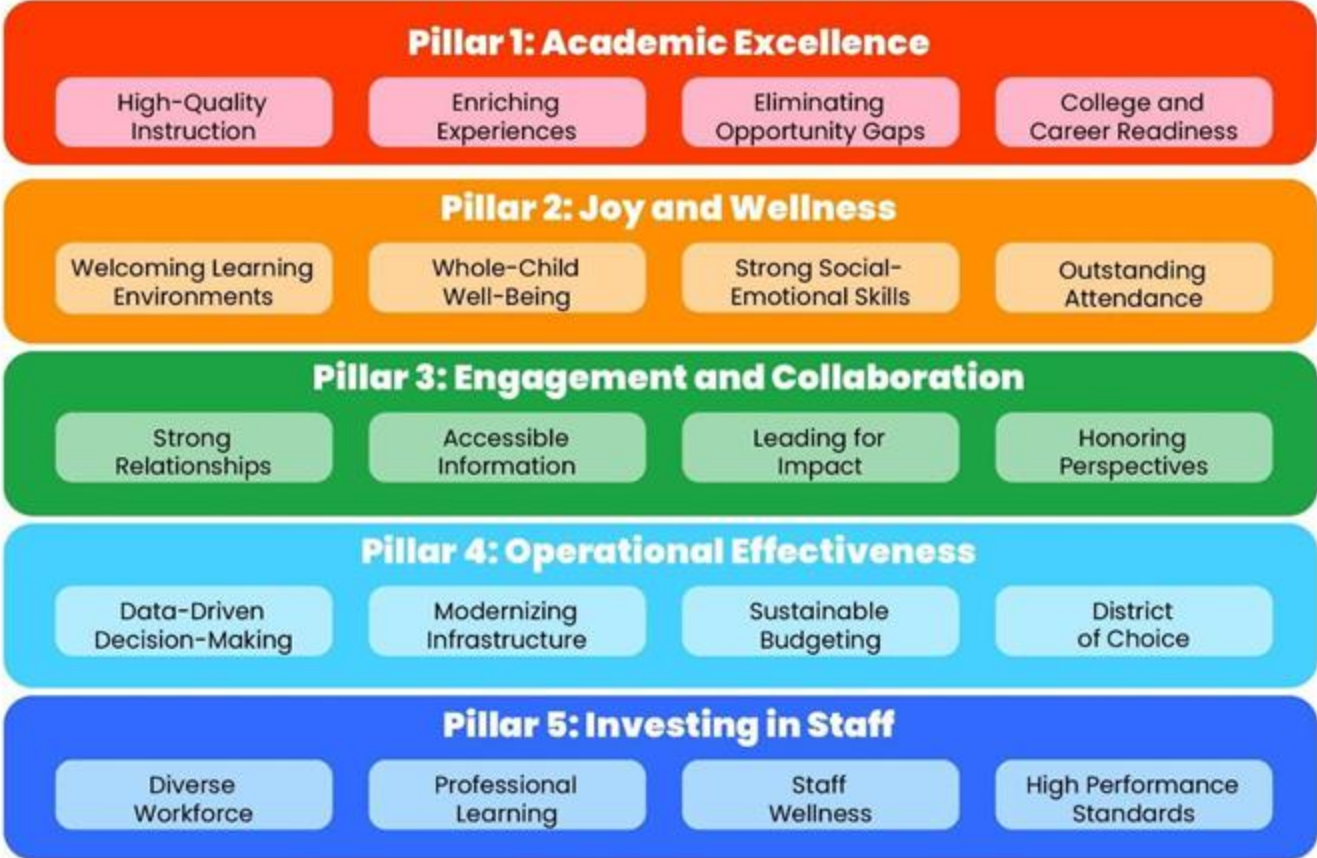 Pillar 1: Academic Excellence
High-Quality
Instruction
Enriching
Experiences
Eliminating
Opportunity Gaps
College and
Career Readiness
Pillar 2: Joy and Wellness
Welcoming Learning
Environments
Whole-Child
Well-Being
Strong Social-
Emotional Skills
Outstanding
Attendance
Pillar 3: Engagement and Collaboration
Strong
Relationships
Accessible
Information
Leading for
Impact
Honoring
Perspectives
Pillar 4: Operational Effectiveness
Data-Driven
Decision-Making
Modernizing
Infrastructure
Sustainable
Budgeting
District
of Choice
Pillar 5: Investing in Staff
Diverse
Workforce
Professional
Learning
Staff
Wellness
High Performance
Standards